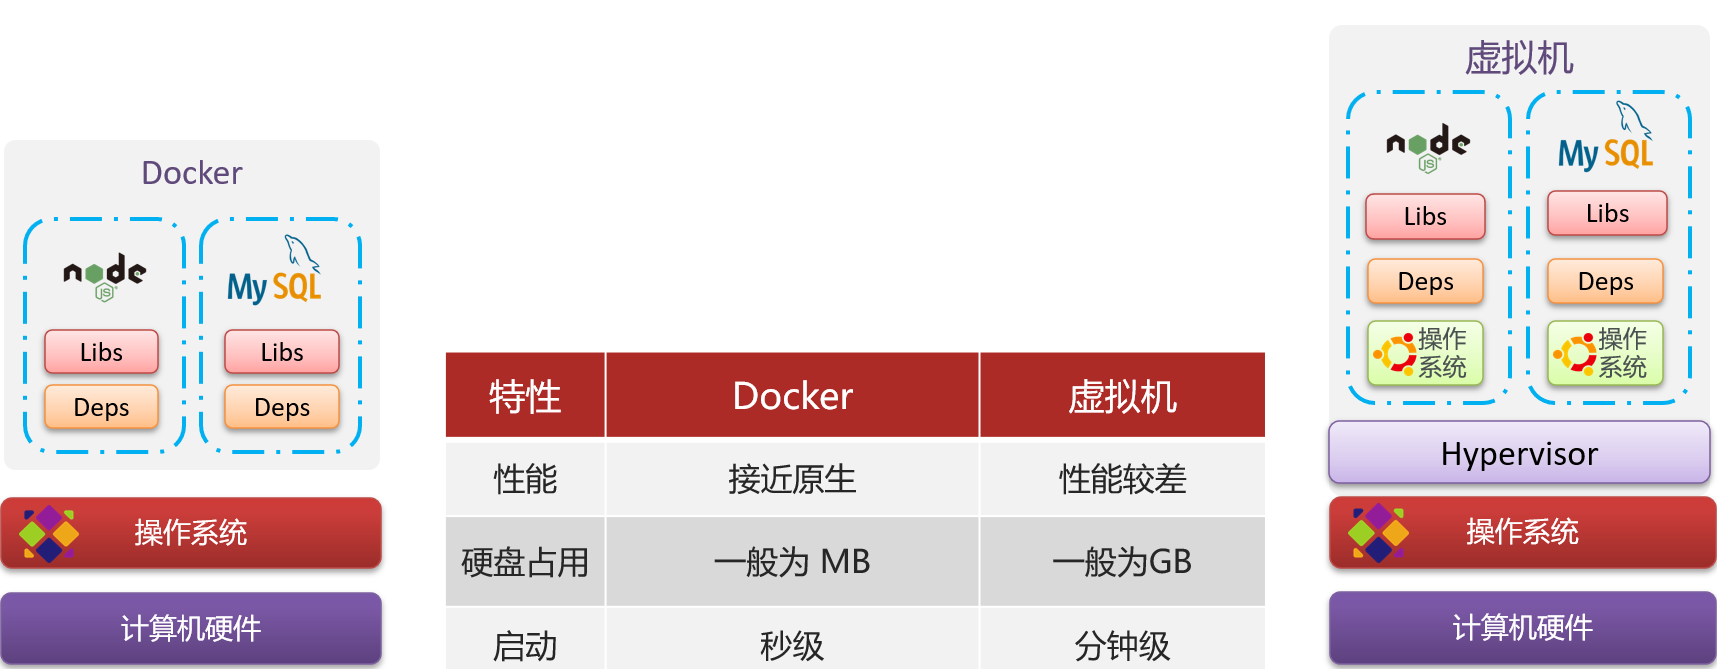 Docker
node
JS
MySQL
Libs
Libs
Deps
Deps
操作系统
计算机硬件
特性 Docker 虚拟机
性能 接近原生 性能较差
硬盘占用 一般为 MB 一般为GB
启动 秒级 分钟级
虚拟机
node
JS
MySQL
Libs
Libs
Deps
Deps
操作
系统
操作
系统
Hypervisor
操作系统
计算机硬件